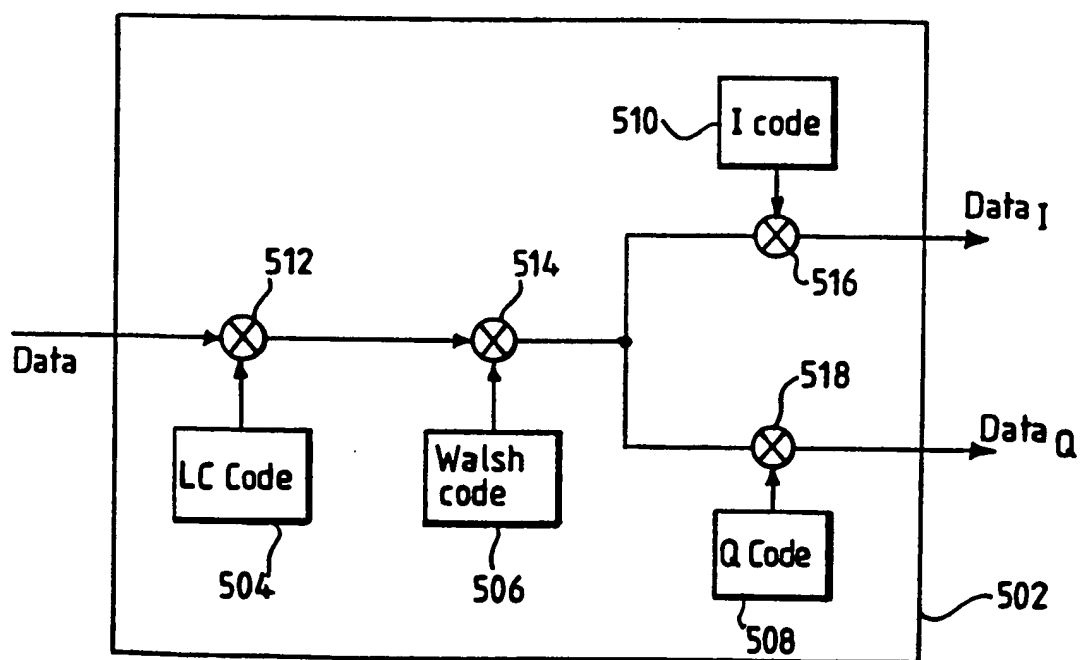 510
I code
Data I
516
512
514
Data
518
Data Q
LC Code
Walsh
code
Q Code
504
506
508
502